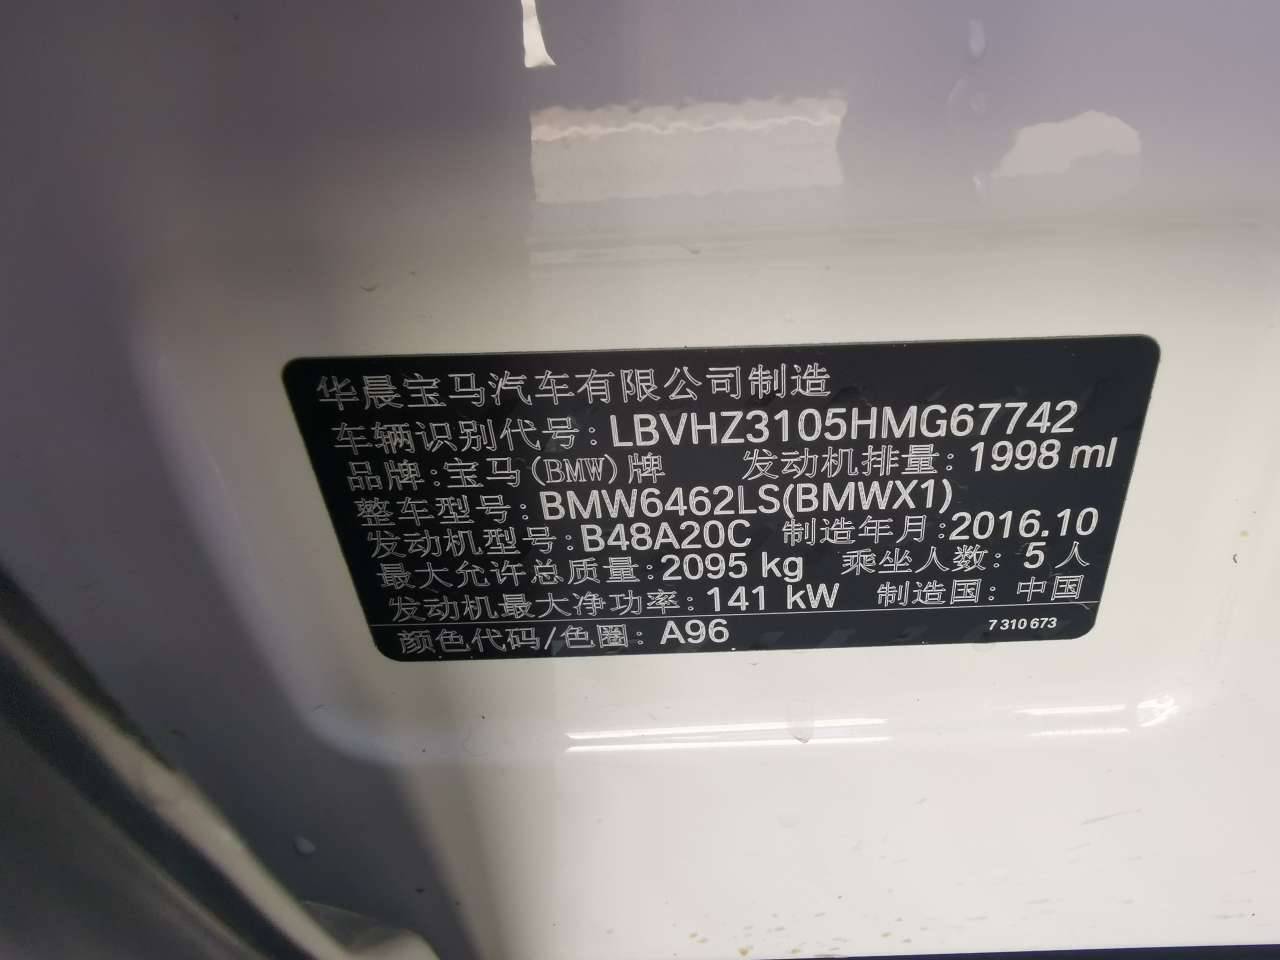 华晨宝马汽车有限公司制造
车辆识别代号: LBVHZ3105HMG67742
品牌: 宝马(BMW)牌 发动机排量: 1998 ml
整车型号: BMW6462LS(BMWX1)
发动机型号: B48A20C 制造年月: 2016.10
最大允许总质量: 2095 kg 乘坐人数: 5 人
发动机最大净功率: 141 kW 制造国: 中国
颜色代码/色圈: A96 7 310 673